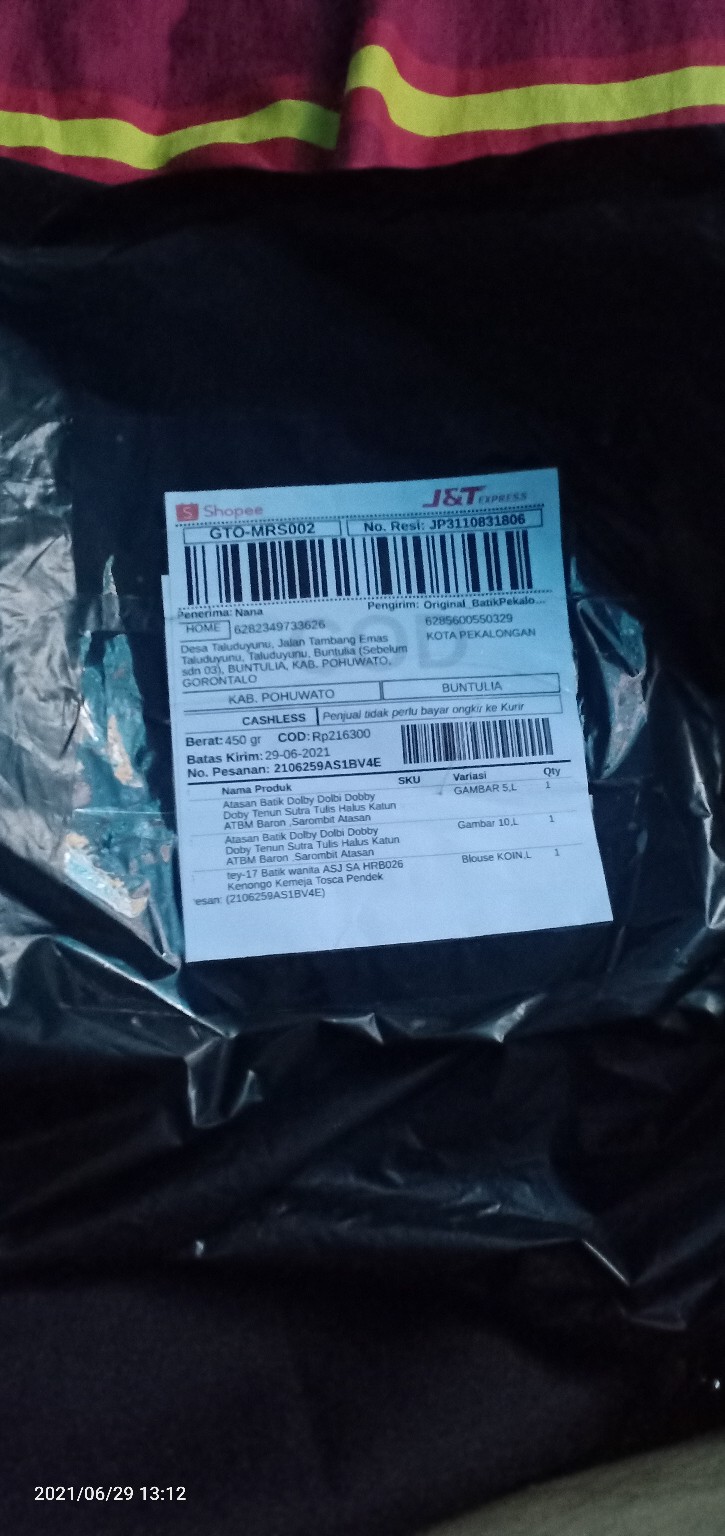 Shopee
J&T EXPRESS
GTO-MRS002
No. Resi: JP3110831806
Penerima: Nana
Pengirim: Original_BatikPekalo...
HOME 6282349733626
6285600550329
KOTA PEKALONGAN
Desa Taluduyunu, Jalan Tambang Emas
Taluduyunu, Taluduyunu, Buntulia (Sebelum
sdn 03), BUNTULIA, KAB. POHUWATO,
GORONTALO
COD
KAB. POHUWATO
BUNTULIA
CASHLESS
Penjual tidak perlu bayar ongkir ke Kurir
Berat: 450 gr COD: Rp216300
Batas Kirim: 29-06-2021
No. Pesanan: 2106259AS1BV4E
Nama Produk SKU Variasi Qty
Atasan Batik Dolby Dolbi Dobby GAMBAR 5,L 1
Doby Tenun Sutra Tulis Halus Katun
ATBM Baron ,Sarombit Atasan
Atasan Batik Dolby Dolbi Dobby Gambar 10,L 1
Doby Tenun Sutra Tulis Halus Katun
ATBM Baron ,Sarombit Atasan
tey-17 Batik wanita ASJ SA HRB026 Blouse KOIN,L 1
Kenongo Kemeja Tosca Pendek
esan: (2106259AS1BV4E)
2021/06/29 13:12